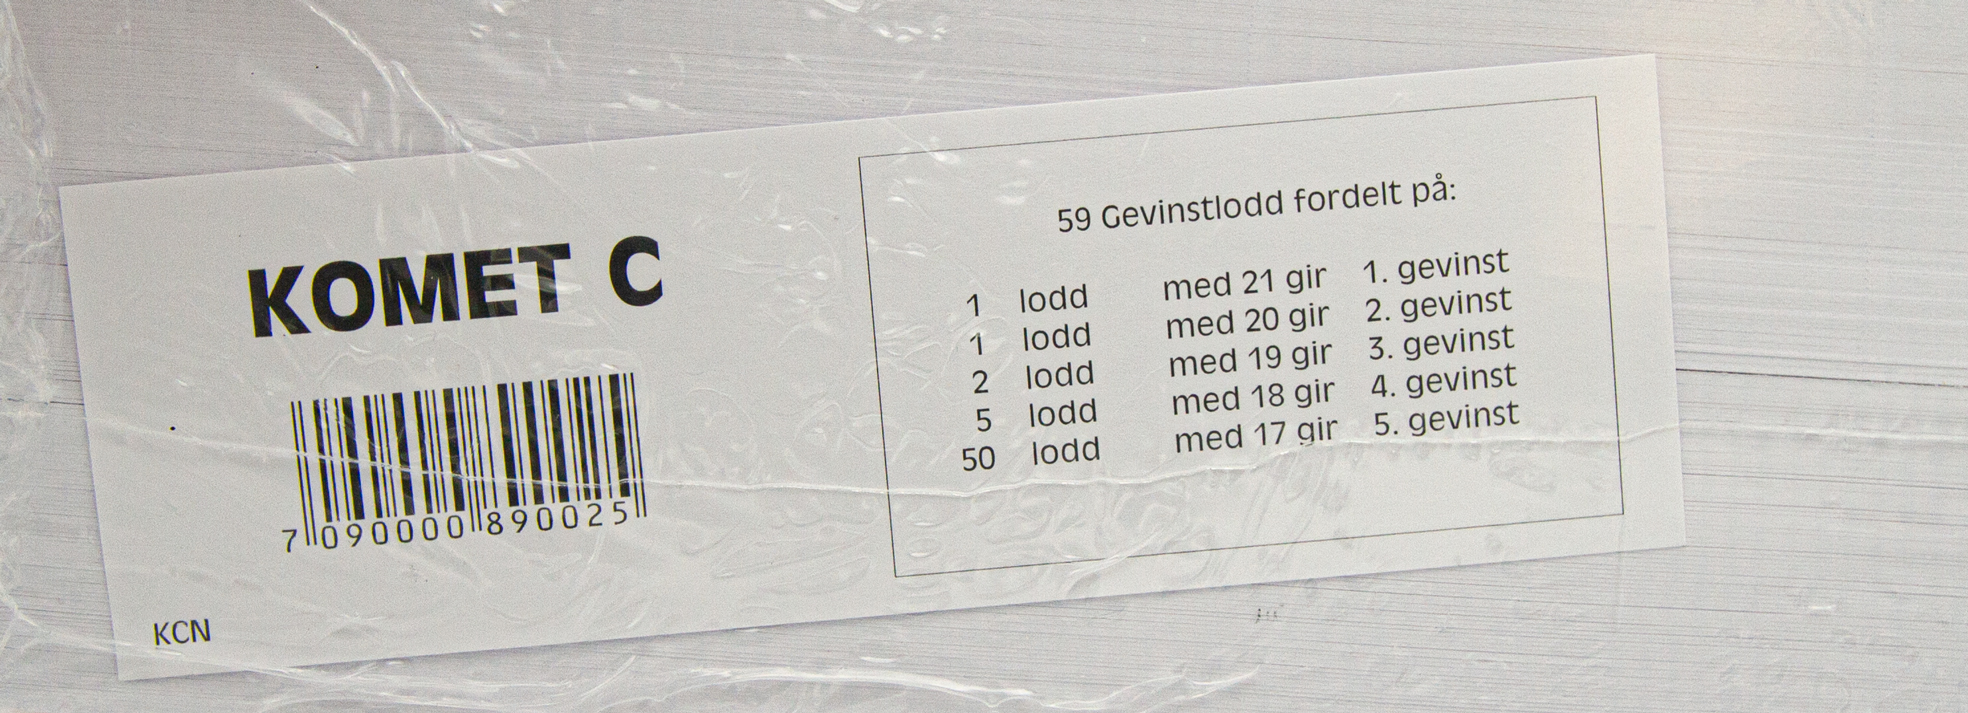 KOMET C
7 090000 890025
KCN
59 Gevinstlodd fordelt på:
1 lodd med 21 gir 1. gevinst
1 lodd med 20 gir 2. gevinst
2 lodd med 19 gir 3. gevinst
5 lodd med 18 gir 4. gevinst
50 lodd med 17 gir 5. gevinst